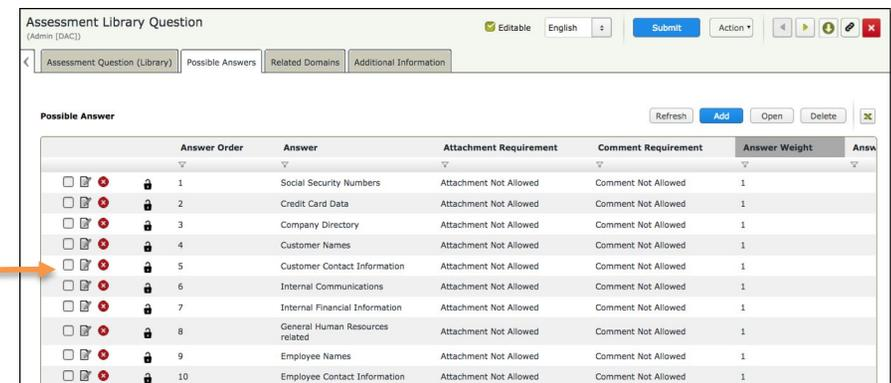 Assessment Library Question
(Admin [DAC])
Editable English Submit Action
Assessment Question (Library) Possible Answers Related Domains Additional Information
Possible Answer Refresh Add Open Delete
Answer Order Answer Attachment Requirement Comment Requirement Answer Weight Answ
1 Social Security Numbers Attachment Not Allowed Comment Not Allowed 1
2 Credit Card Data Attachment Not Allowed Comment Not Allowed 1
3 Company Directory Attachment Not Allowed Comment Not Allowed 1
4 Customer Names Attachment Not Allowed Comment Not Allowed 1
5 Customer Contact Information Attachment Not Allowed Comment Not Allowed 1
6 Internal Communications Attachment Not Allowed Comment Not Allowed 1
7 Internal Financial Information Attachment Not Allowed Comment Not Allowed 1
8 General Human Resources related Attachment Not Allowed Comment Not Allowed 1
9 Employee Names Attachment Not Allowed Comment Not Allowed 1
10 Employee Contact Information Attachment Not Allowed Comment Not Allowed 1